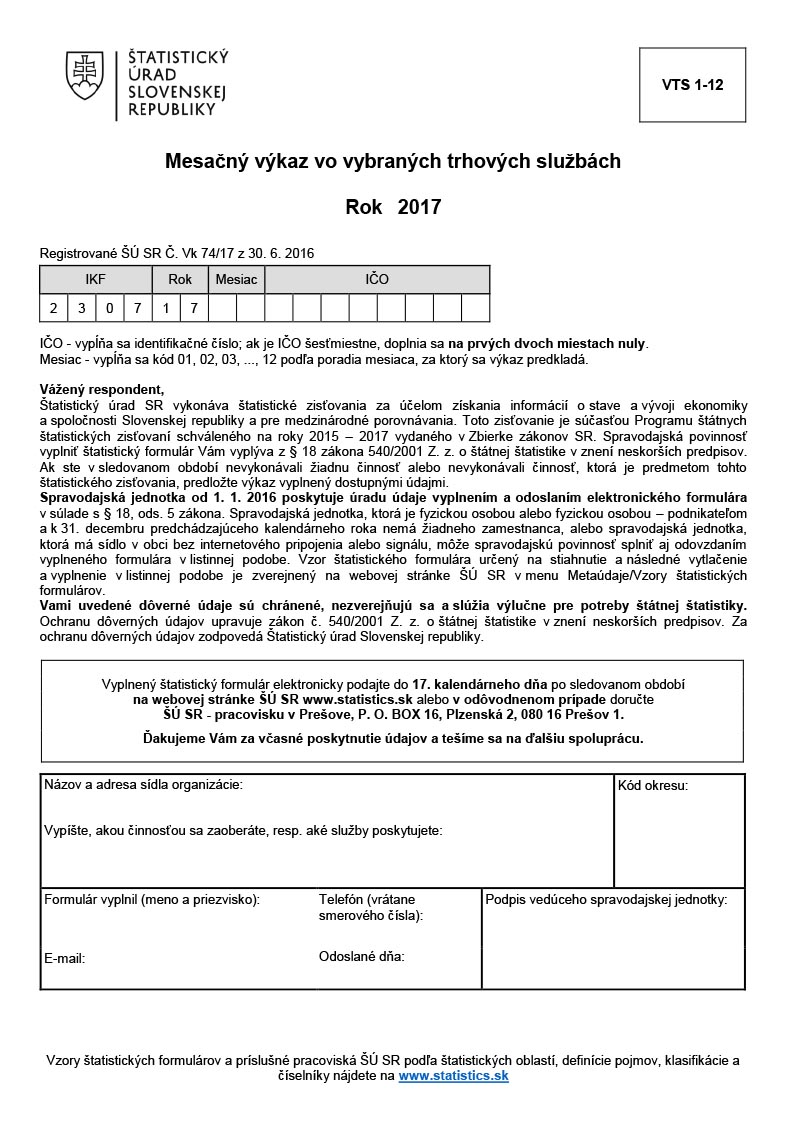 ŠTATISTICKÝ
ÚRAD
SLOVENSKEJ
REPUBLIKY
VTS 1-12
Mesačný výkaz vo vybraných trhových službách
Rok 2017
Registrované ŠÚ SR Č. Vk 74/17 z 30. 6. 2016
IKF Rok Mesiac IČO
2 3 0 7 1 7
IČO - vypĺňa sa identifikačné číslo; ak je IČO šesťmiestne, doplnia sa na prvých dvoch miestach nuly.
Mesiac - vypĺňa sa kód 01, 02, 03, ..., 12 podľa poradia mesiaca, za ktorý sa výkaz predkladá.
Vážený respondent,
Štatistický úrad SR vykonáva štatistické zisťovania za účelom získania informácií o stave a vývoji ekonomiky
a spoločnosti Slovenskej republiky a pre medzinárodné porovnávania. Toto zisťovanie je súčasťou Programu štátnych
štatistických zisťovaní schváleného na roky 2015 – 2017 vydaného v Zbierke zákonov SR. Spravodajská povinnosť
vyplniť štatistický formulár Vám vyplýva z § 18 zákona 540/2001 Z. z. o štátnej štatistike v znení neskorších predpisov.
Ak ste v sledovanom období nevykonávali žiadnu činnosť alebo nevykonávali činnosť, ktorá je predmetom tohto
štatistického zisťovania, predložte výkaz vyplnený dostupnými údajmi.
Spravodajská jednotka od 1. 1. 2016 poskytuje úradu údaje vyplnením a odoslaním elektronického formulára
v súlade s § 18, ods. 5 zákona. Spravodajská jednotka, ktorá je fyzickou osobou alebo fyzickou osobou – podnikateľom
a k 31. decembru predchádzajúceho kalendárneho roka nemá žiadneho zamestnanca, alebo spravodajská jednotka,
ktorá má sídlo v obci bez internetového pripojenia alebo signálu, môže spravodajskú povinnosť splniť aj odovzdaním
vyplneného formulára v listinnej podobe. Vzor štatistického formulára určený na stiahnutie a následné vytlačenie
a vyplnenie v listinnej podobe je zverejnený na webovej stránke ŠÚ SR v menu Metaúdaje/Vzory štatistických
formulárov.
Vami uvedené dôverné údaje sú chránené, nezverejňujú sa a slúžia výlučne pre potreby štátnej štatistiky.
Ochranu dôverných údajov upravuje zákon č. 540/2001 Z. z. o štátnej štatistike v znení neskorších predpisov. Za
ochranu dôverných údajov zodpovedá Štatistický úrad Slovenskej republiky.
Vyplnený štatistický formulár elektronicky podajte do 17. kalendárneho dňa po sledovanom období
na webovej stránke ŠÚ SR www.statistics.sk alebo v odôvodnenom prípade doručte
ŠÚ SR - pracovisku v Prešove, P. O. BOX 16, Plzenská 2, 080 16 Prešov 1.
Ďakujeme Vám za včasné poskytnutie údajov a tešíme sa na ďalšiu spoluprácu.
Názov a adresa sídla organizácie:
Kód okresu:
Vypíšte, akou činnosťou sa zaoberáte, resp. aké služby poskytujete:
Formulár vyplnil (meno a priezvisko):
Telefón (vrátane
smerového čísla):
Podpis vedúceho spravodajskej jednotky:
E-mail:
Odoslané dňa:
Vzory štatistických formulárov a príslušné pracoviská ŠÚ SR podľa štatistických oblastí, definície pojmov, klasifikácie a
číselníky nájdete na www.statistics.sk